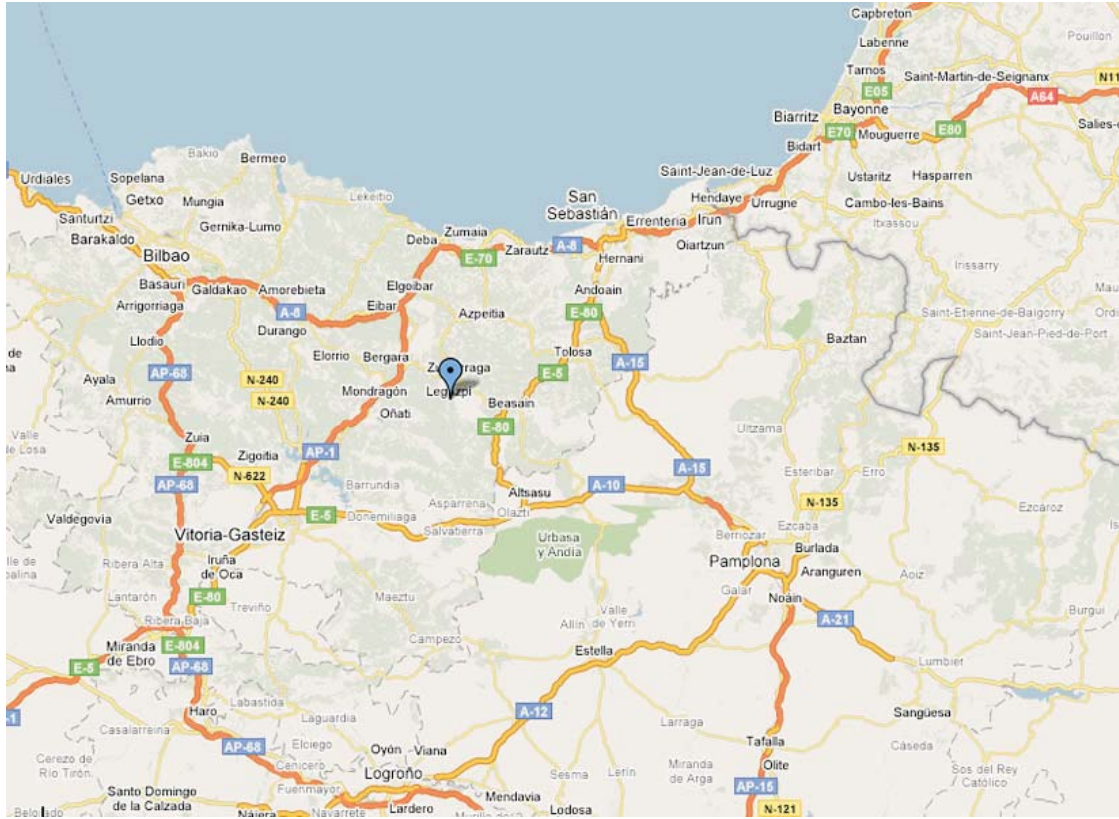 Capbreton
Pouillon
Labenne
Tarnos
Saint-Martin-de-Seignanx
N11
E05
A64
Bayonne
Biarritz
E70
Mouguerre
E80
Salies-
Bidart
Bakio
Bermeo
Saint-Jean-de-Luz
Ustaritz
Hasparren
Urdiales
Sopelana
Lekeitio
San
Sebastián
Hendaye
Urrugne
Cambo-les-Bains
Getxo
Mungia
Itxassou
Santurtzi
Gernika-Lumo
Zumaia
Errenteria
Irun
Barakaldo
Deba
Zarautz
A-8
Oiartzun
Bilbao
E-70
Hernani
Irissarry
Basauri
Galdakao
Amorebieta
Elgoibar
Andoain
Arrigorriaga
A-8
Eibar
Azpeitia
E-80
Saint-Etienne-de-Baigorry
Durango
Baztan
Saint-Jean-Pied-de-Port
Llodio
Elorrio
Bergara
Tolosa
A-15
Ayala
AP-68
N-240
E-5
Amurrio
N-240
Mondragón
Beasain
Oñati
E-80
Uitzama
Valle
de Losa
Zuia
N-135
E-804
Zigoitia
AP-1
N-622
A-15
Esteribar
Erro
AP-68
Barrundia
A-10
Altsasu
Asparrena
Olazti
N-135
Ezcároz
Valdegovía
E-5
Donemiliaga
Salvatierra
Ezcaba
Vitoria-Gasteiz
Urbasa
y Andia
Berriozar
Burlada
Iruña
de Oca
Ribera Alta
Pamplona
Aranguren
Aoiz
Lantarón
E-80
Treviño
Maeztu
Galar
Noáin
Burgui
Ribera Baja
Valle
de Yerri
Allín
A-21
Miranda
de Ebro
E-804
Campezo
Estella
E-5
AP-68
Lumbier
Labastida
Haro
Laguardia
A-12
Sangüesa
-1
Casalarreina
Larraga
AP-68
Elciego
Oyón
Viana
Tafalla
Cáseda
Cerezo de
Río Tirón
Cenicero
Logroño
Sesma
Lerín
Miranda
de Arga
Olite
Sos del Rey
Católico
Fuenmayor
AP-15
Santo Domingo
de la Calzada
Mendavia
N-121
Nájera
Navarrete
Lardero
Lodosa